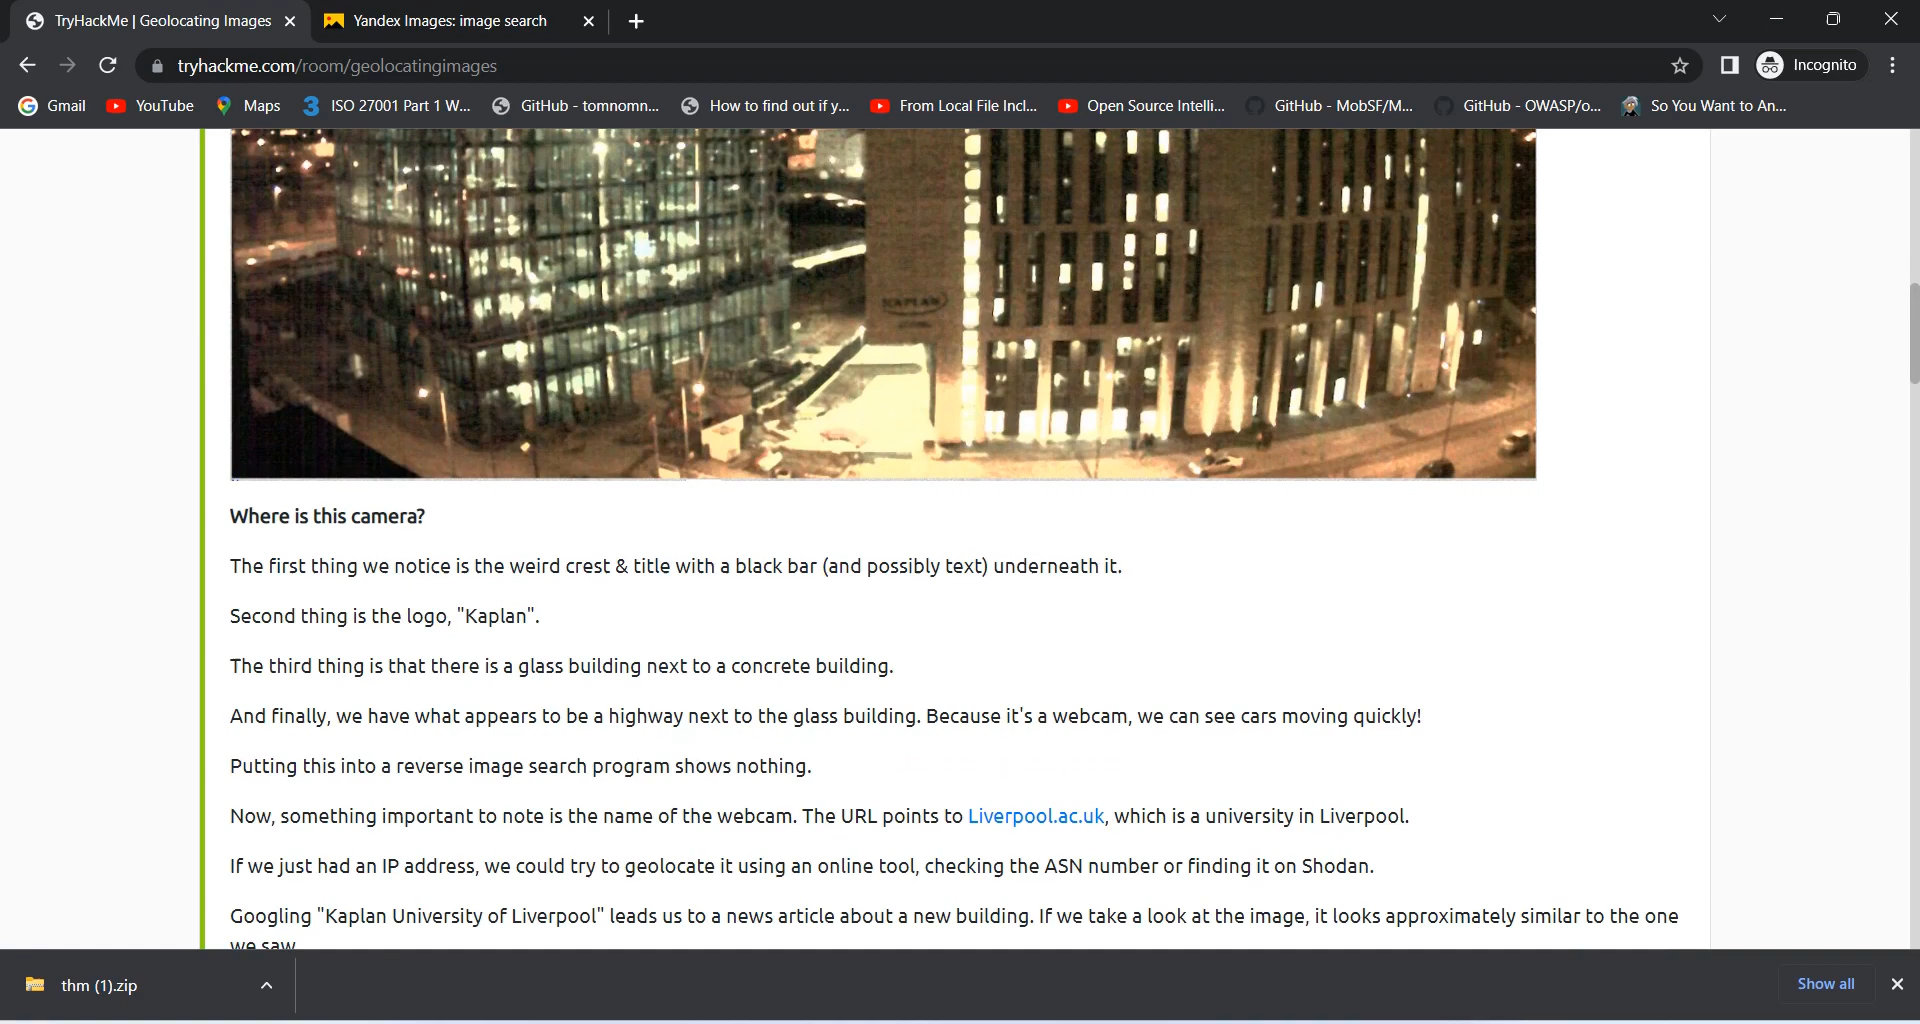 TryHackMe | Geolocating Images
Yandex Images: image search
tryhackme.com/room/geolocatingimages
Incognito
Gmail
YouTube
Maps
ISO 27001 Part 1 W...
GitHub - tomnomn...
How to find out if y...
From Local File Incl...
Open Source Intelli...
GitHub - MobSF/M...
GitHub - OWASP/o...
So You Want to An...
KAPLAN
Where is this camera?
The first thing we notice is the weird crest & title with a black bar (and possibly text) underneath it.
Second thing is the logo, "Kaplan".
The third thing is that there is a glass building next to a concrete building.
And finally, we have what appears to be a highway next to the glass building. Because it's a webcam, we can see cars moving quickly!
Putting this into a reverse image search program shows nothing.
Now, something important to note is the name of the webcam. The URL points to Liverpool.ac.uk, which is a university in Liverpool.
If we just had an IP address, we could try to geolocate it using an online tool, checking the ASN number or finding it on Shodan.
Googling "Kaplan University of Liverpool" leads us to a news article about a new building. If we take a look at the image, it looks approximately similar to the one
we saw
thm (1).zip
Show all